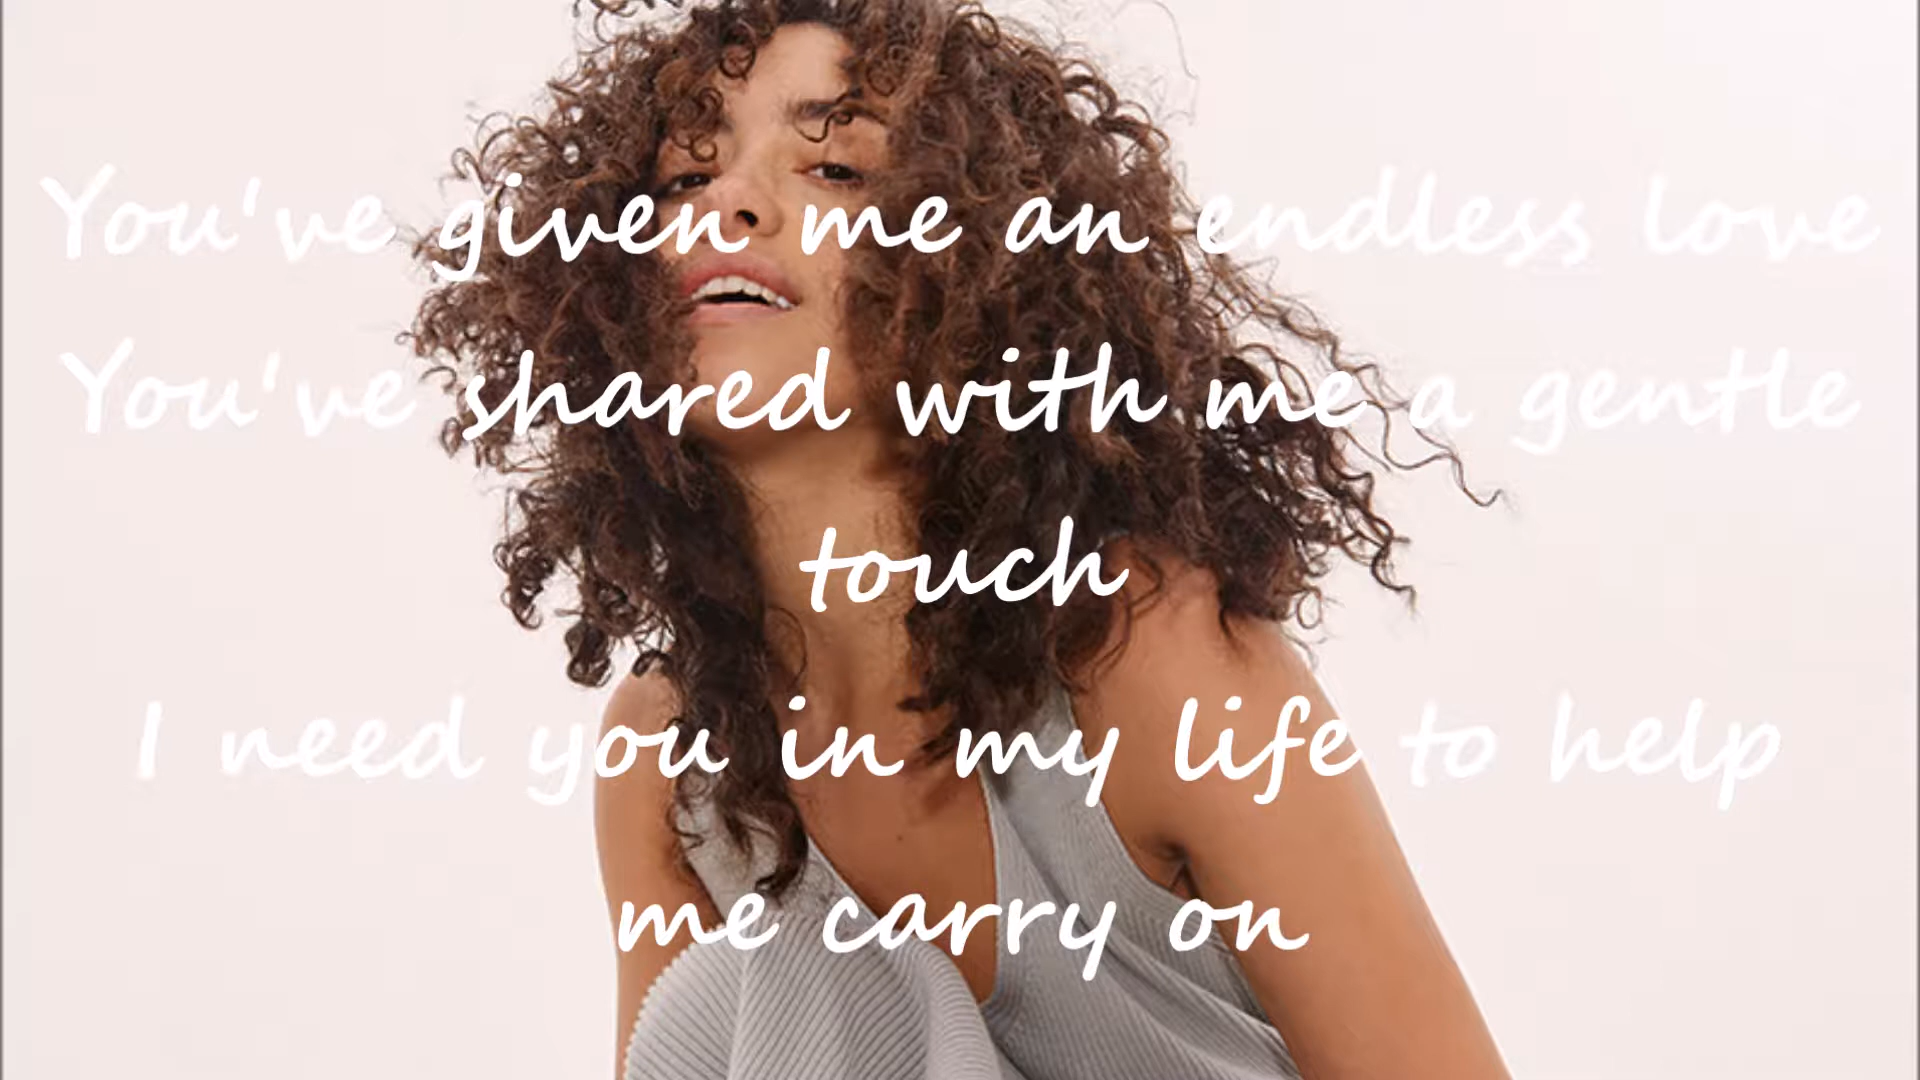 You've given me an endless love
You've shared with me a gentle
touch
I need you in my life to help
me carry on